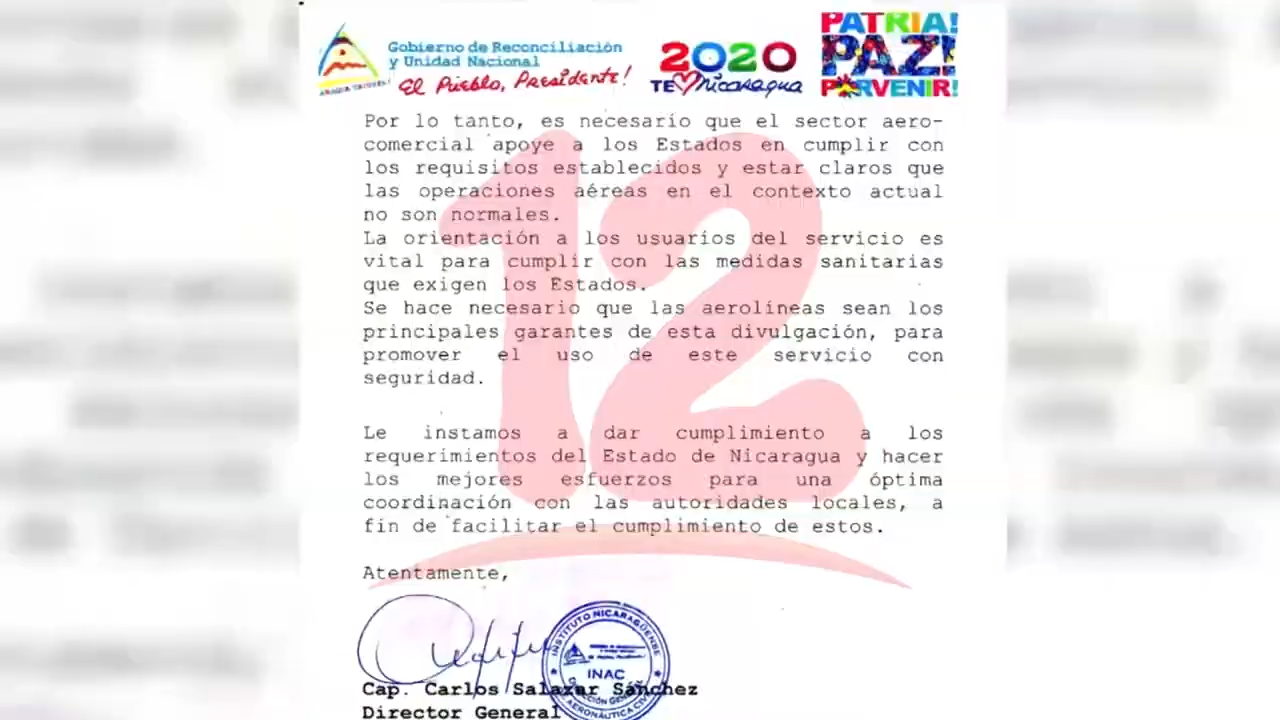 Gobierno de Reconciliación
y Unidad Nacional
El Pueblo, Presidente!
2020
TE Nicaragua
PATRIA!
PAZ!
PORVENIR!
Por lo tanto, es necesario que el sector aero-
comercial apoye a los Estados en cumplir con
los requisitos establecidos y estar claros que
las operaciones aéreas en el contexto actual
no son normales.
La orientación a los usuarios del servicio es
vital para cumplir con las medidas sanitarias
que exigen los Estados.
Se hace necesario que las aerolíneas sean los
principales garantes de esta divulgación, para
promover el uso de este servicio con
seguridad.
Le instamos a dar cumplimiento a los
requerimientos del Estado de Nicaragua y hacer
los mejores esfuerzos para una óptima
coordinación con las autoridades locales, a
fin de facilitar el cumplimiento de estos.
12
Atentamente,
INSTITUTO NICARAGÜENSE
INAC
DIRECCIÓN GENERAL
DE AERONÁUTICA CIVIL
Cap. Carlos Salazar Sánchez
Director General